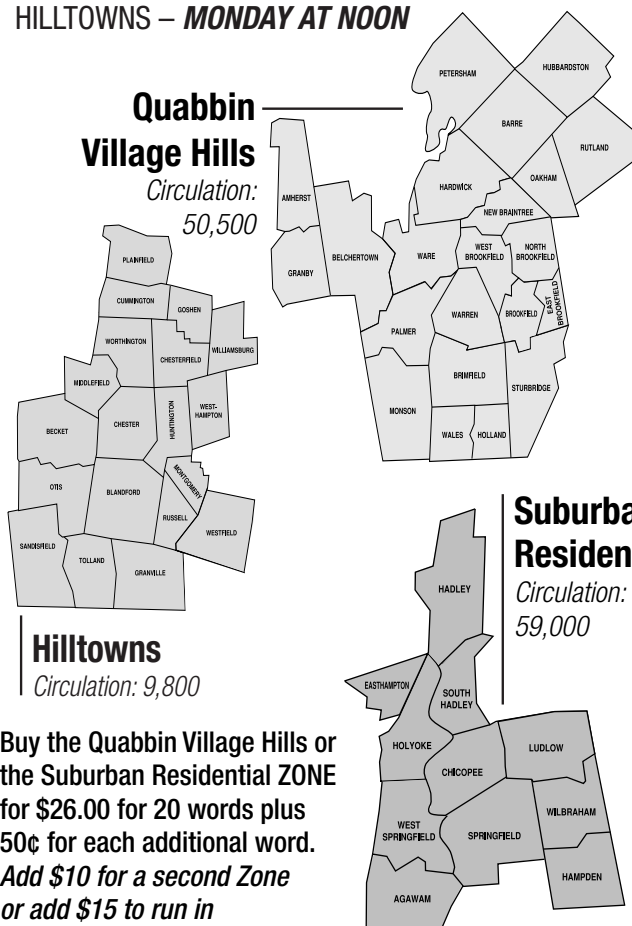 HILLTOWNS – MONDAY AT NOON
Quabbin
Village Hills
Circulation:
50,500
PETERSHAM
HUBBARDSTON
BARRE
RUTLAND
OAKHAM
HARDWICK
NEW BRAINTREE
AMHERST
BELCHERTOWN
GRANBY
WARE
WEST
BROOKFIELD
NORTH
BROOKFIELD
EAST
BROOKFIELD
BROOKFIELD
WARREN
PALMER
BRIMFIELD
STURBRIDGE
MONSON
WALES
HOLLAND
PLAINFIELD
CUMMINGTON
GOSHEN
WORTHINGTON
CHESTERFIELD
WILLIAMSBURG
MIDDLEFIELD
WEST-
HAMPTON
HUNTINGTON
CHESTER
BECKET
MONTGOMERY
OTIS
BLANDFORD
RUSSELL
WESTFIELD
SANDISFIELD
TOLLAND
GRANVILLE
Hilltowns
Circulation: 9,800
Circulation:
59,000
HADLEY
EASTHAMPTON
SOUTH
HADLEY
HOLYOKE
CHICOPEE
LUDLOW
WEST
SPRINGFIELD
SPRINGFIELD
WILBRAHAM
HAMPDEN
AGAWAM
Buy the Quabbin Village Hills or
the Suburban Residential ZONE
for $26.00 for 20 words plus
50¢ for each additional word.
Add $10 for a second Zone
or add $15 to run in